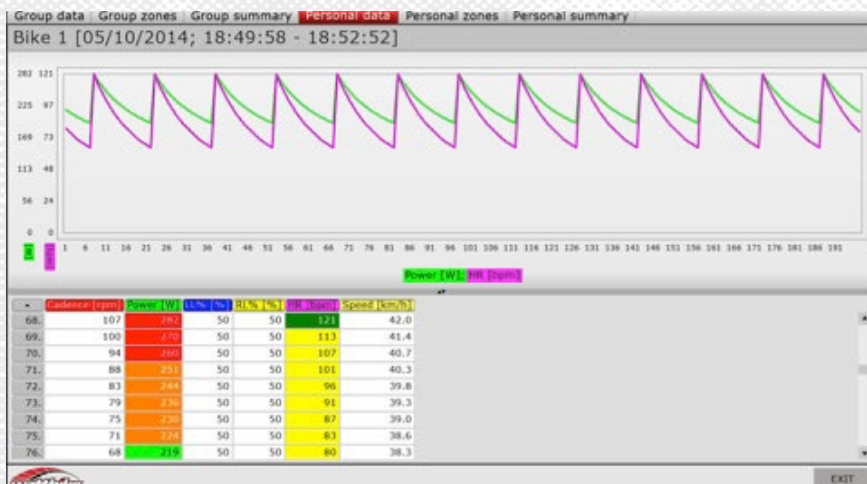 Group data Group zones Group summary Personal data Personal zones Personal summary
Bike 1 [05/10/2014; 18:49:58 - 18:52:52]
282 121
225 97
169 73
113 48
56 24
0 0
1 6 11 16 21 26 31 36 41 46 51 56 61 66 71 76 81 86 91 96 101 106 111 116 121 126 131 136 141 146 151 156 161 166 171 176 181 186 191
Power [W]; HR [bpm]
Cadence [rpm] Power [W] LL% [%] RL% [%] HR [bpm] Speed [km/h]
68. 107 282 50 50 121 42.0
69. 100 270 50 50 113 41.4
70. 94 260 50 50 107 40.7
71. 88 251 50 50 101 40.3
72. 83 244 50 50 96 39.8
73. 79 236 50 50 91 39.3
74. 75 230 50 50 87 39.0
75. 71 224 50 50 83 38.6
76. 68 219 50 50 80 38.3
EXIT